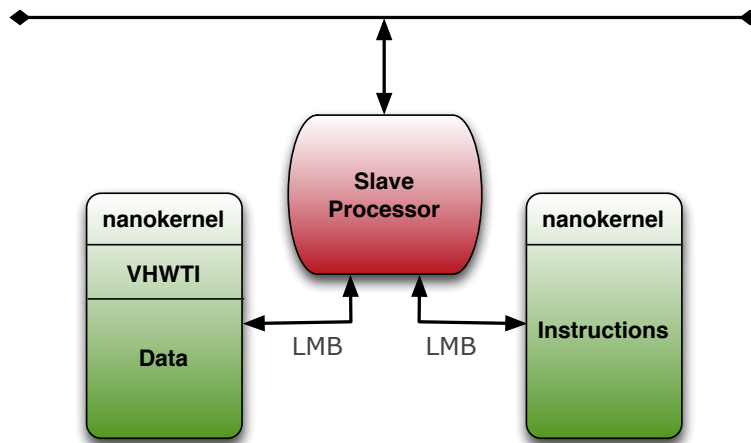 Slave
Processor
nanokernel
VHWTI
Data
LMB
LMB
nanokernel
Instructions